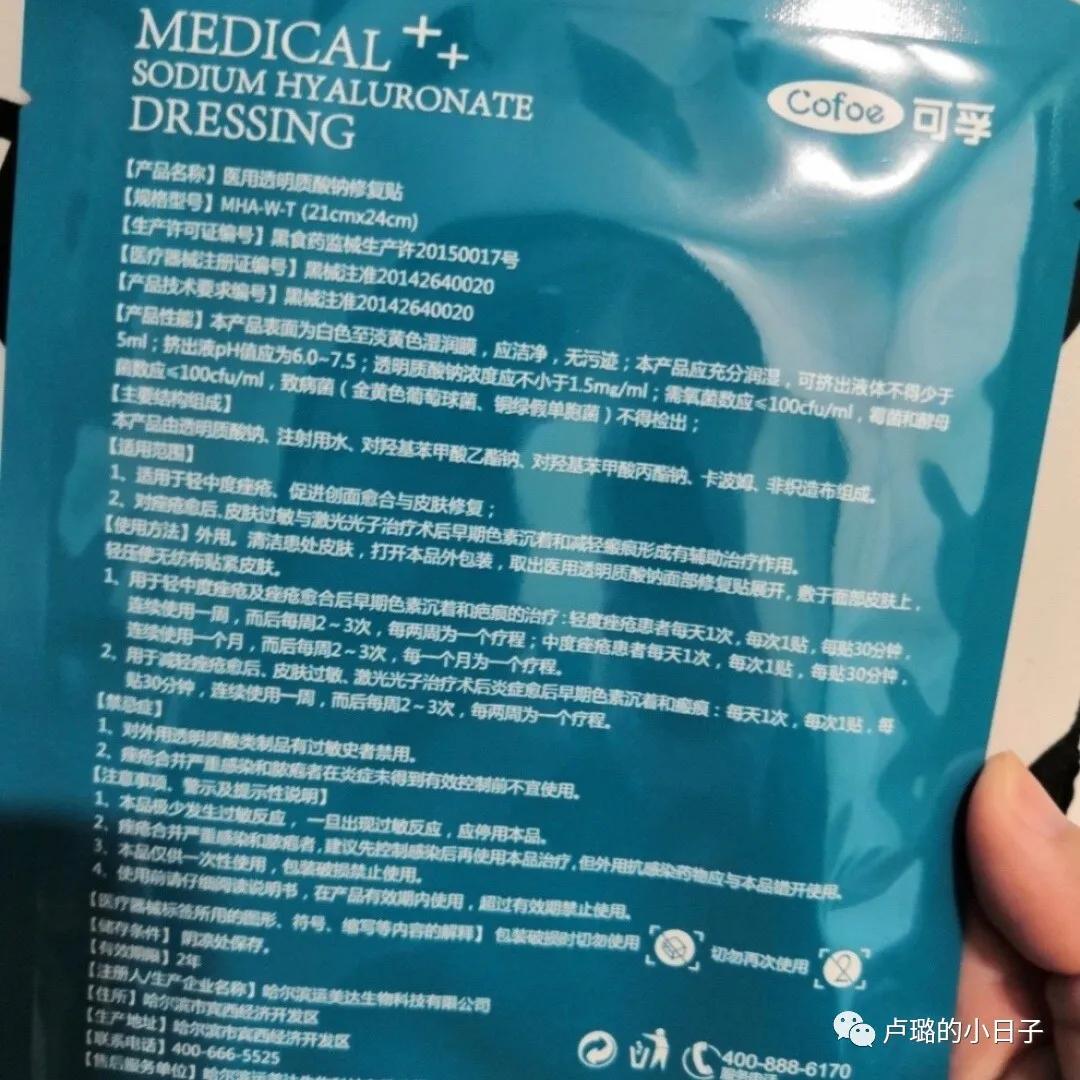 MEDICAL ++
SODIUM HYALURONATE
DRESSING
Cofoe 可孚
【产品名称】医用透明质酸钠修复贴
【规格型号】MHA-W-T (21cmx24cm)
【生产许可证编号】黑食药监械生产许20150017号
【医疗器械注册证编号】黑械注准20142640020
【产品技术要求编号】黑械注准20142640020
【产品性能】本产品表面为白色至淡黄色湿润膜，应洁净，无污迹；本产品应充分润湿，可挤出液体不得少于
5ml；挤出液pH值应为6.0~7.5；透明质酸钠浓度应不小于1.5mg/ml；需氧菌数应≤100cfu/ml，霉菌和酵母
菌数应≤100cfu/ml，致病菌（金黄色葡萄球菌、铜绿假单胞菌）不得检出；
【主要结构组成】
本产品由透明质酸钠、注射用水、对羟基苯甲酸乙酯钠、对羟基苯甲酸丙酯钠、卡波姆、非织造布组成。
【适用范围】
1、适用于轻中度痤疮、促进创面愈合与皮肤修复；
2、对痤疮愈后、皮肤过敏与激光光子治疗术后早期色素沉着和减轻瘢痕形成有辅助治疗作用。
【使用方法】外用。清洁患处皮肤，打开本品外包装，取出医用透明质酸钠面部修复贴展开，敷于面部皮肤上，
轻压使无纺布贴紧皮肤。
1、用于轻中度痤疮及痤疮愈合后早期色素沉着和疤痕的治疗：轻度痤疮患者每天1次，每次1贴，每贴30分钟，
连续使用一周，而后每周2~3次，每两周为一个疗程；中度痤疮患者每天1次，每次1贴，每贴30分钟，
连续使用一个月，而后每周2~3次，每一个月为一个疗程。
2、用于减轻痤疮愈后、皮肤过敏、激光光子治疗术后炎症愈后早期色素沉着和瘢痕：每天1次，每次1贴，每
贴30分钟，连续使用一周，而后每周2~3次，每两周为一个疗程。
【禁忌症】
1、对外用透明质酸类制品有过敏史者禁用。
2、痤疮合并严重感染和脓疱者在炎症未得到有效控制前不宜使用。
【注意事项、警示及提示性说明】
1、本品极少发生过敏反应，一旦出现过敏反应，应停用本品。
2、痤疮合并严重感染和脓疱者，建议先控制感染后再使用本品治疗，但外用抗感染药物应与本品错开使用。
3、本品仅供一次性使用，包装破损禁止使用。
4、使用前请仔细阅读说明书，在产品有效期内使用，超过有效期禁止使用。
【医疗器械标签所用的图形、符号、缩写等内容的解释】包装破损时切勿使用 切勿再次使用
【储存条件】阴凉处保存。
【有效期限】2年
【注册人/生产企业名称】哈尔滨运美达生物科技有限公司
【住所】哈尔滨市宾西经济开发区
【生产地址】哈尔滨市宾西经济开发区
【联系电话】400-666-5525
【售后服务单位】哈尔滨运美达生物科技有限公司
400-888-6170
服务电话
卢璐的小日子